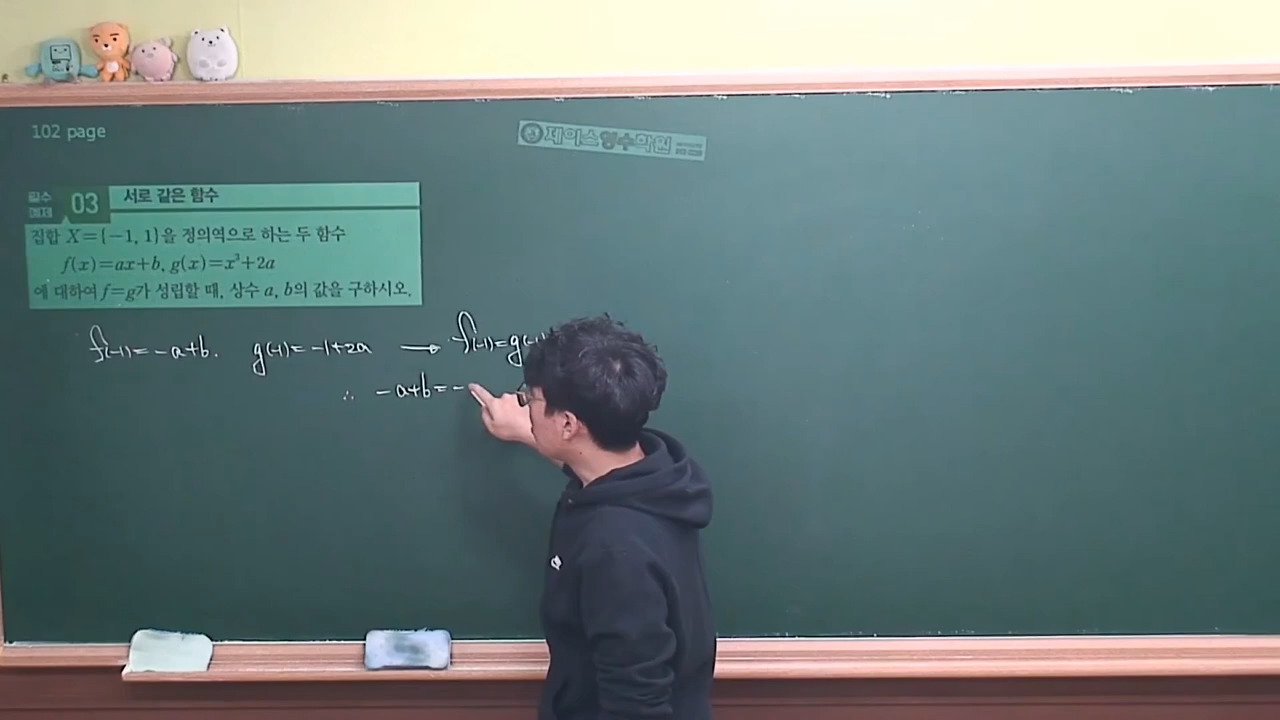 102 page
제이스영수학원
필수 예제 03 서로 같은 함수
집합 X={-1, 1}을 정의역으로 하는 두 함수
f(x)=ax+b, g(x)=x³+2a
에 대하여 f=g가 성립할 때, 상수 a, b의 값을 구하시오.
f(-1)=-a+b. g(-1)=-1+2a → f(-1)=g(-1
∴ -a+b=-